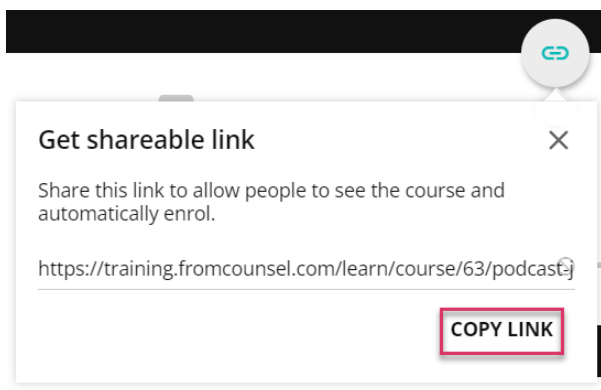 Get shareable link
Share this link to allow people to see the course and
automatically enrol.
https://training.fromcounsel.com/learn/course/63/podcast-j
COPY LINK